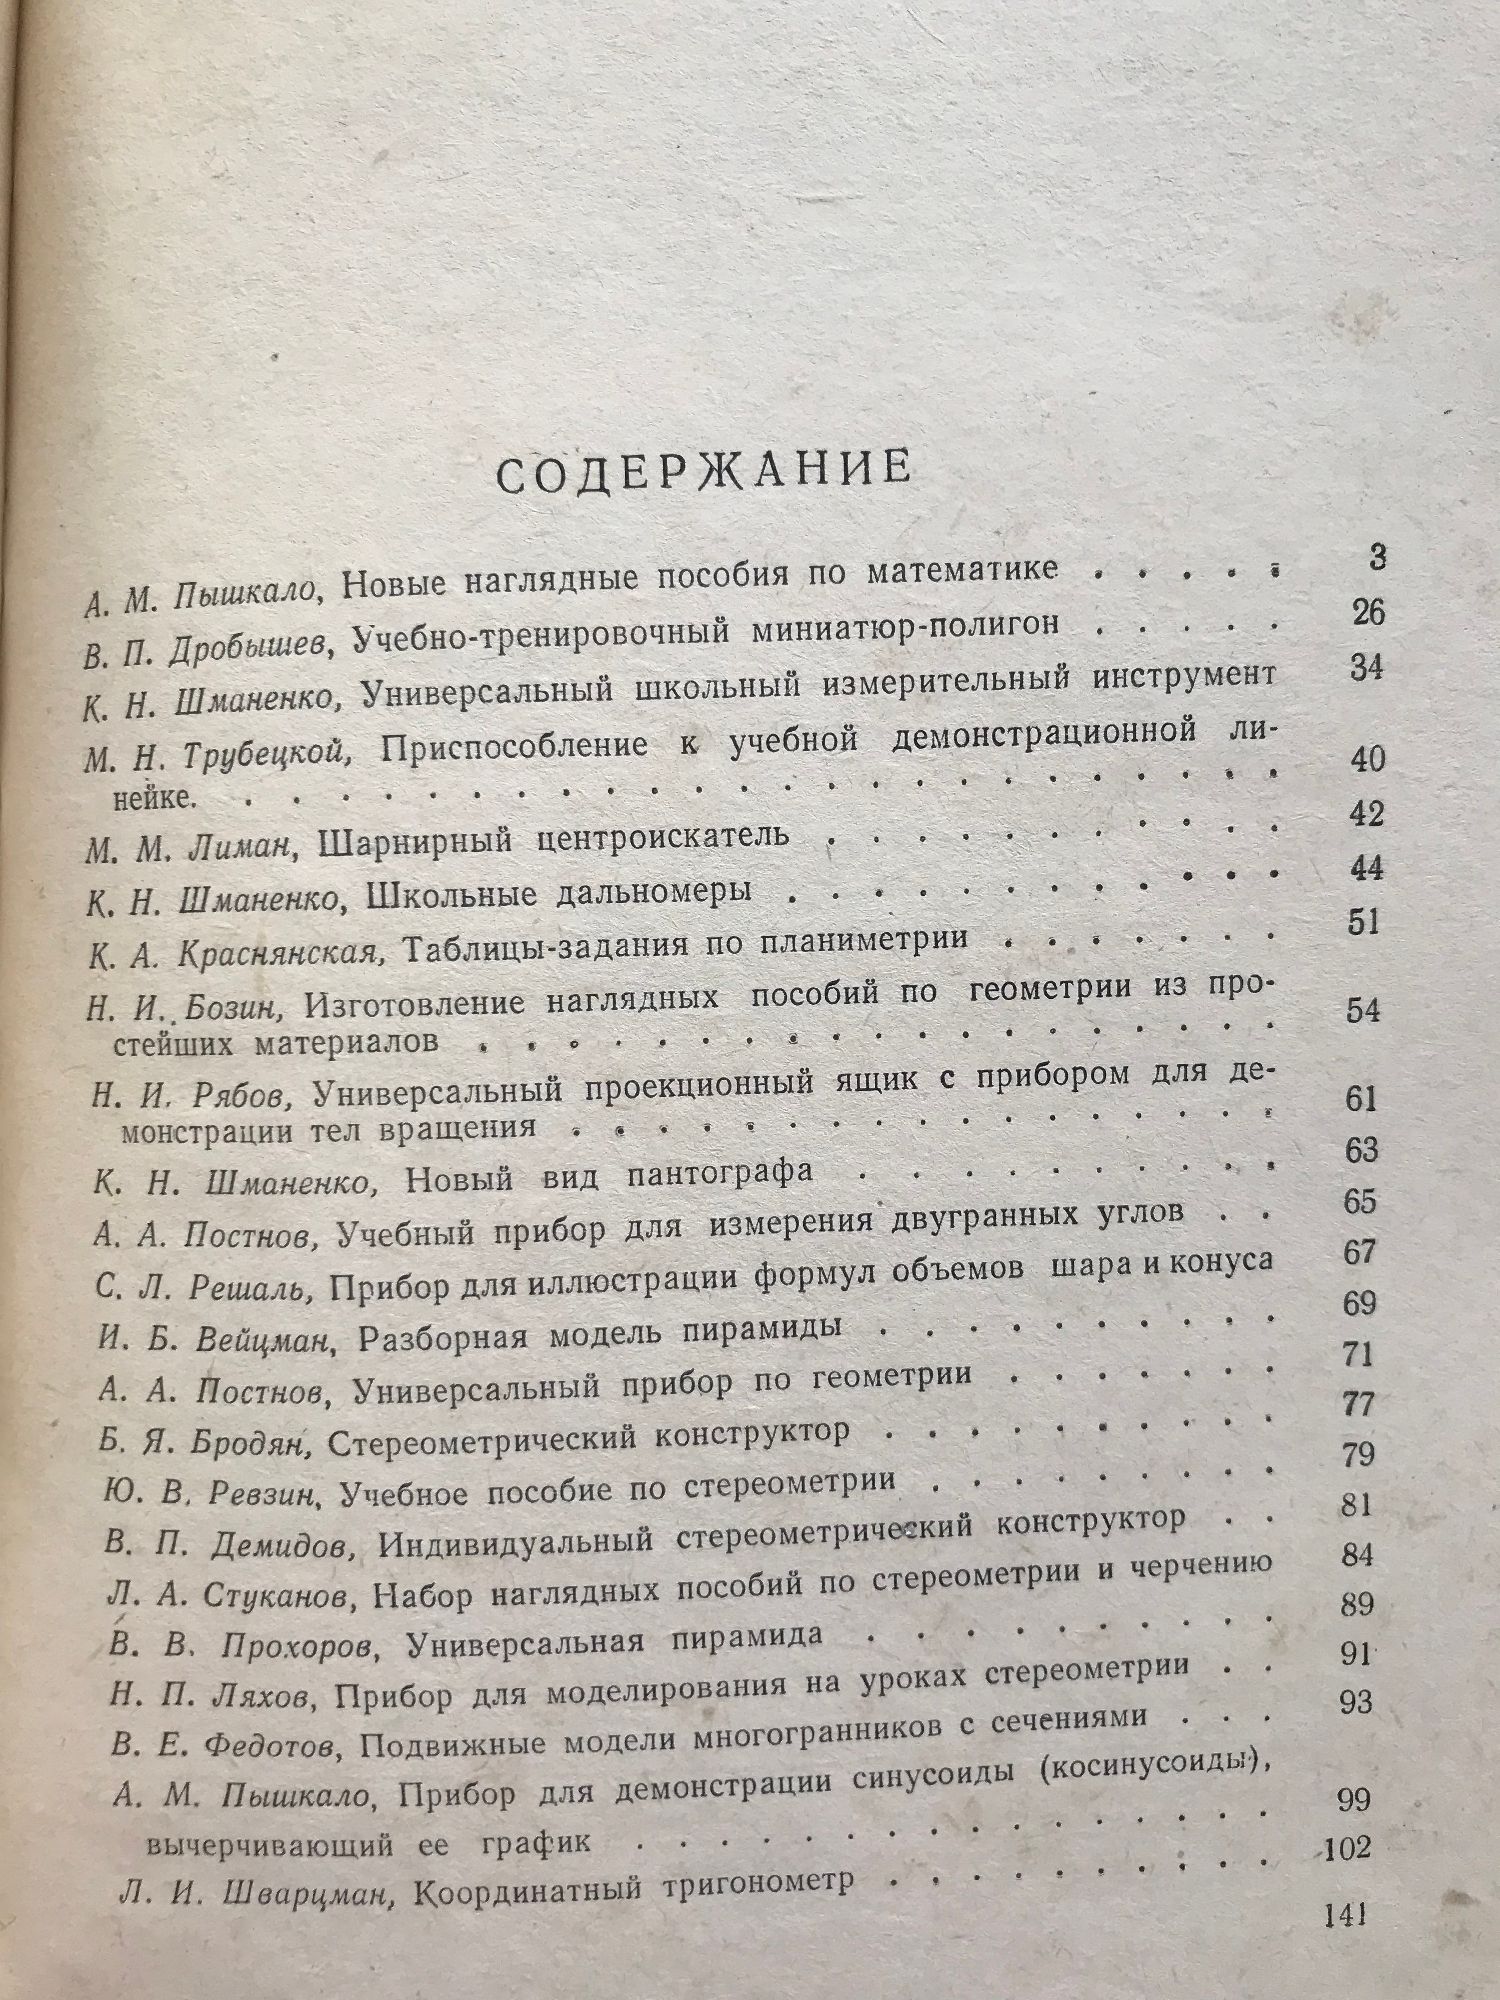 СОДЕРЖАНИЕ
А. М. Пышкало, Новые наглядные пособия по математике . . . . . 3
В. П. Дробышев, Учебно-тренировочный миниатюр-полигон . . . . . 26
К. Н. Шманенко, Универсальный школьный измерительный инструмент 34
М. Н. Трубецкой, Приспособление к учебной демонстрационной ли-
нейке. . . . . . . . . . . . . . . . . . . . . . . . . 40
М. М. Лиман, Шарнирный центроискатель . . . . . . . . . . . 42
К. Н. Шманенко, Школьные дальномеры . . . . . . . . . . . . 44
К. А. Краснянская, Таблицы-задания по планиметрии . . . . . . . 51
Н. И. Бозин, Изготовление наглядных пособий по геометрии из про-
стейших материалов . . . . . . . . . . . . . . . . . . . 54
Н. И. Рябов, Универсальный проекционный ящик с прибором для де-
монстрации тел вращения . . . . . . . . . . . . . . . . . 61
К. Н. Шманенко, Новый вид пантографа . . . . . . . . . . 63
А. А. Постнов, Учебный прибор для измерения двугранных углов . . 65
С. Л. Решаль, Прибор для иллюстрации формул объемов шара и конуса 67
И. Б. Вейцман, Разборная модель пирамиды . . . . . . . . . . 69
А. А. Постнов, Универсальный прибор по геометрии . . . . . . . 71
Б. Я. Бродян, Стереометрический конструктор . . . . . . . . . . 77
Ю. В. Ревзин, Учебное пособие по стереометрии . . . . . . . . . 79
В. П. Демидов, Индивидуальный стереометрический конструктор . . 81
Л. А. Стуканов, Набор наглядных пособий по стереометрии и черчению 84
В. В. Прохоров, Универсальная пирамида . . . . . . . . . . 89
Н. П. Ляхов, Прибор для моделирования на уроках стереометрии . . 91
В. Е. Федотов, Подвижные модели многогранников с сечениями . . . 93
А. М. Пышкало, Прибор для демонстрации синусоиды (косинусоиды),
вычерчивающий ее график . . . . . . . . . . . . . . . 99
Л. И. Шварцман, Координатный тригонометр . . . . . . . . . . 102
141